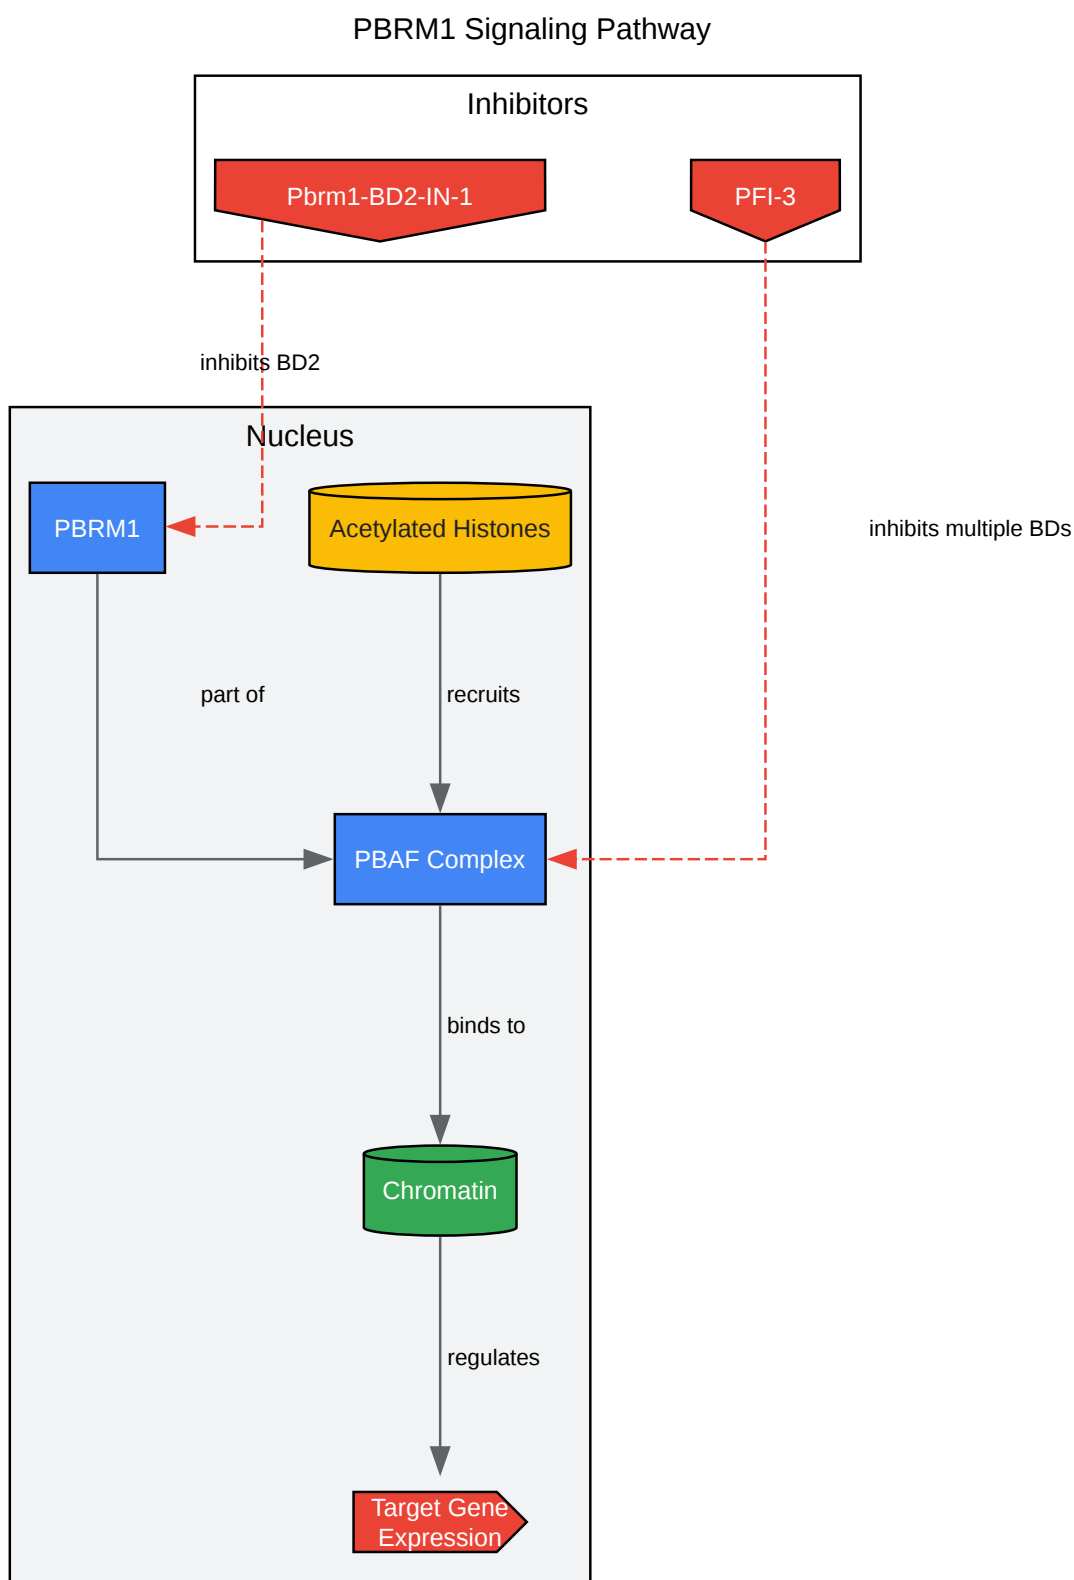 PBRM1 Signaling Pathway
Inhibitors
Pbrm1-BD2-IN-1
PFI-3
inhibits BD2
Nucleus
PBRM1
Acetylated Histones
inhibits multiple BDs
part of
recruits
PBAF Complex
binds to
Chromatin
regulates
Target Gene
Expression